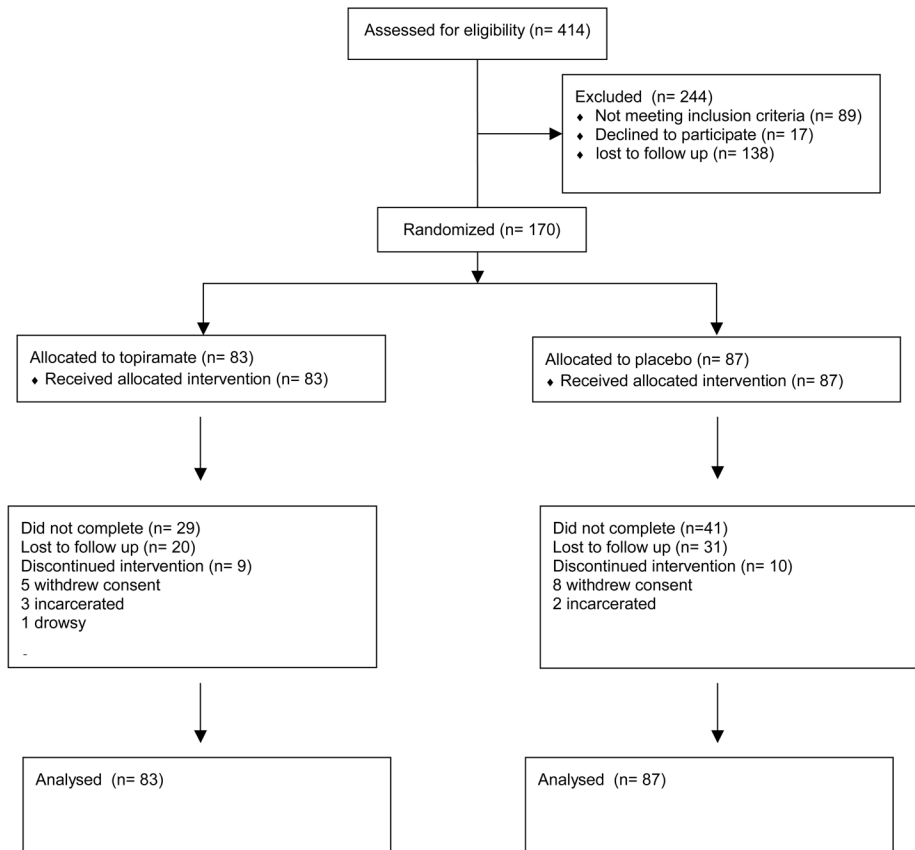 Assessed for eligibility (n= 414)
Excluded (n= 244)
♦ Not meeting inclusion criteria (n= 89)
♦ Declined to participate (n= 17)
♦ lost to follow up (n= 138)
Randomized (n= 170)
Allocated to topiramate (n= 83)
♦ Received allocated intervention (n= 83)
Allocated to placebo (n= 87)
♦ Received allocated intervention (n= 87)
Did not complete (n= 29)
Lost to follow up (n= 20)
Discontinued intervention (n= 9)
5 withdrew consent
3 incarcerated
1 drowsy
-
Did not complete (n=41)
Lost to follow up (n= 31)
Discontinued intervention (n= 10)
8 withdrew consent
2 incarcerated
Analysed (n= 83)
Analysed (n= 87)